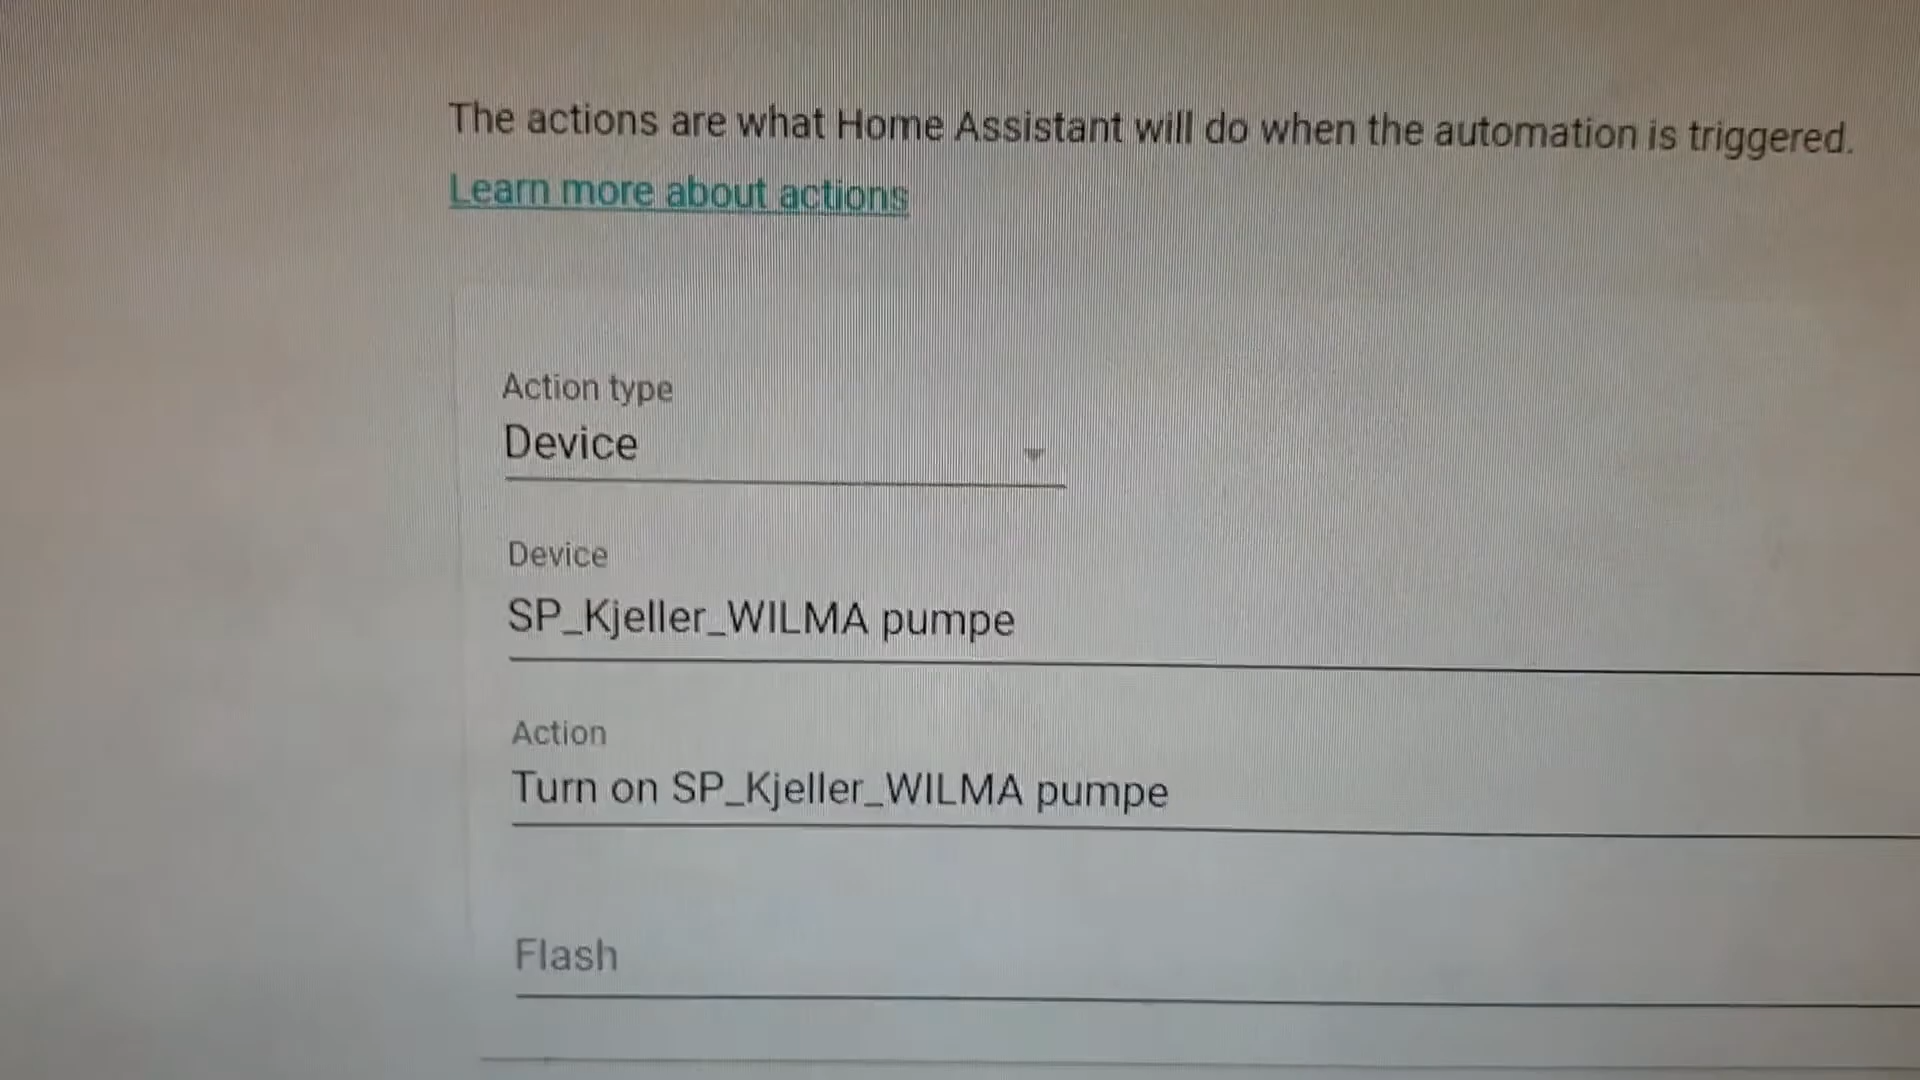 The actions are what Home Assistant will do when the automation is triggered.
Learn more about actions
Action type
Device
Device
SP_Kjeller_WILMA pumpe
Action
Turn on SP_Kjeller_WILMA pumpe
Flash